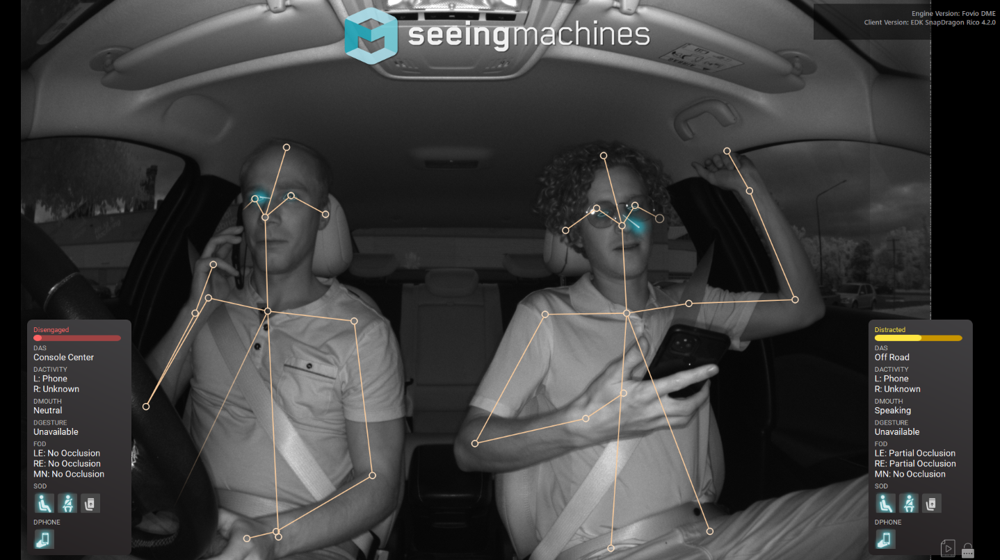 seeingmachines
Engine Version: Fovio DME
Client Version: EDK SnapDragon Rico 4.2.0
Disengaged
DAS
Console Center
DACTIVITY
L: Phone
R: Unknown
DMOUTH
Neutral
DGESTURE
Unavailable
FOD
LE: No Occlusion
RE: No Occlusion
MN: No Occlusion
SOD
DPHONE
Distracted
DAS
Off Road
DACTIVITY
L: Phone
R: Unknown
DMOUTH
Speaking
DGESTURE
Unavailable
FOD
LE: Partial Occlusion
RE: Partial Occlusion
MN: No Occlusion
SOD
DPHONE